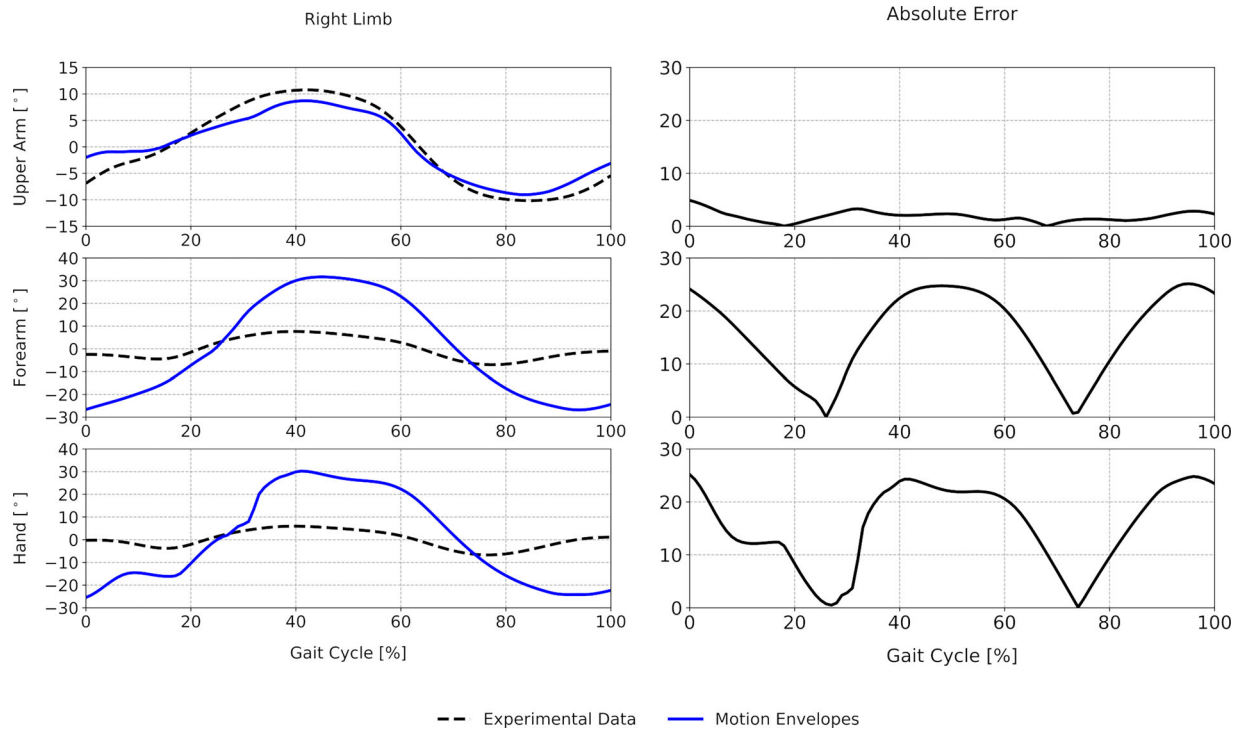 Right Limb
Absolute Error
Upper Arm [°]
15
10
5
0
−5
−10
−15
0 20 40 60 80 100
30
20
10
0
0 20 40 60 80 100
Forearm [°]
40
30
20
10
0
−10
−20
−30
0 20 40 60 80 100
30
20
10
0
0 20 40 60 80 100
Hand [°]
40
30
20
10
0
−10
−20
−30
0 20 40 60 80 100
30
20
10
0
0 20 40 60 80 100
Gait Cycle [%]
Gait Cycle [%]
Experimental Data
Motion Envelopes